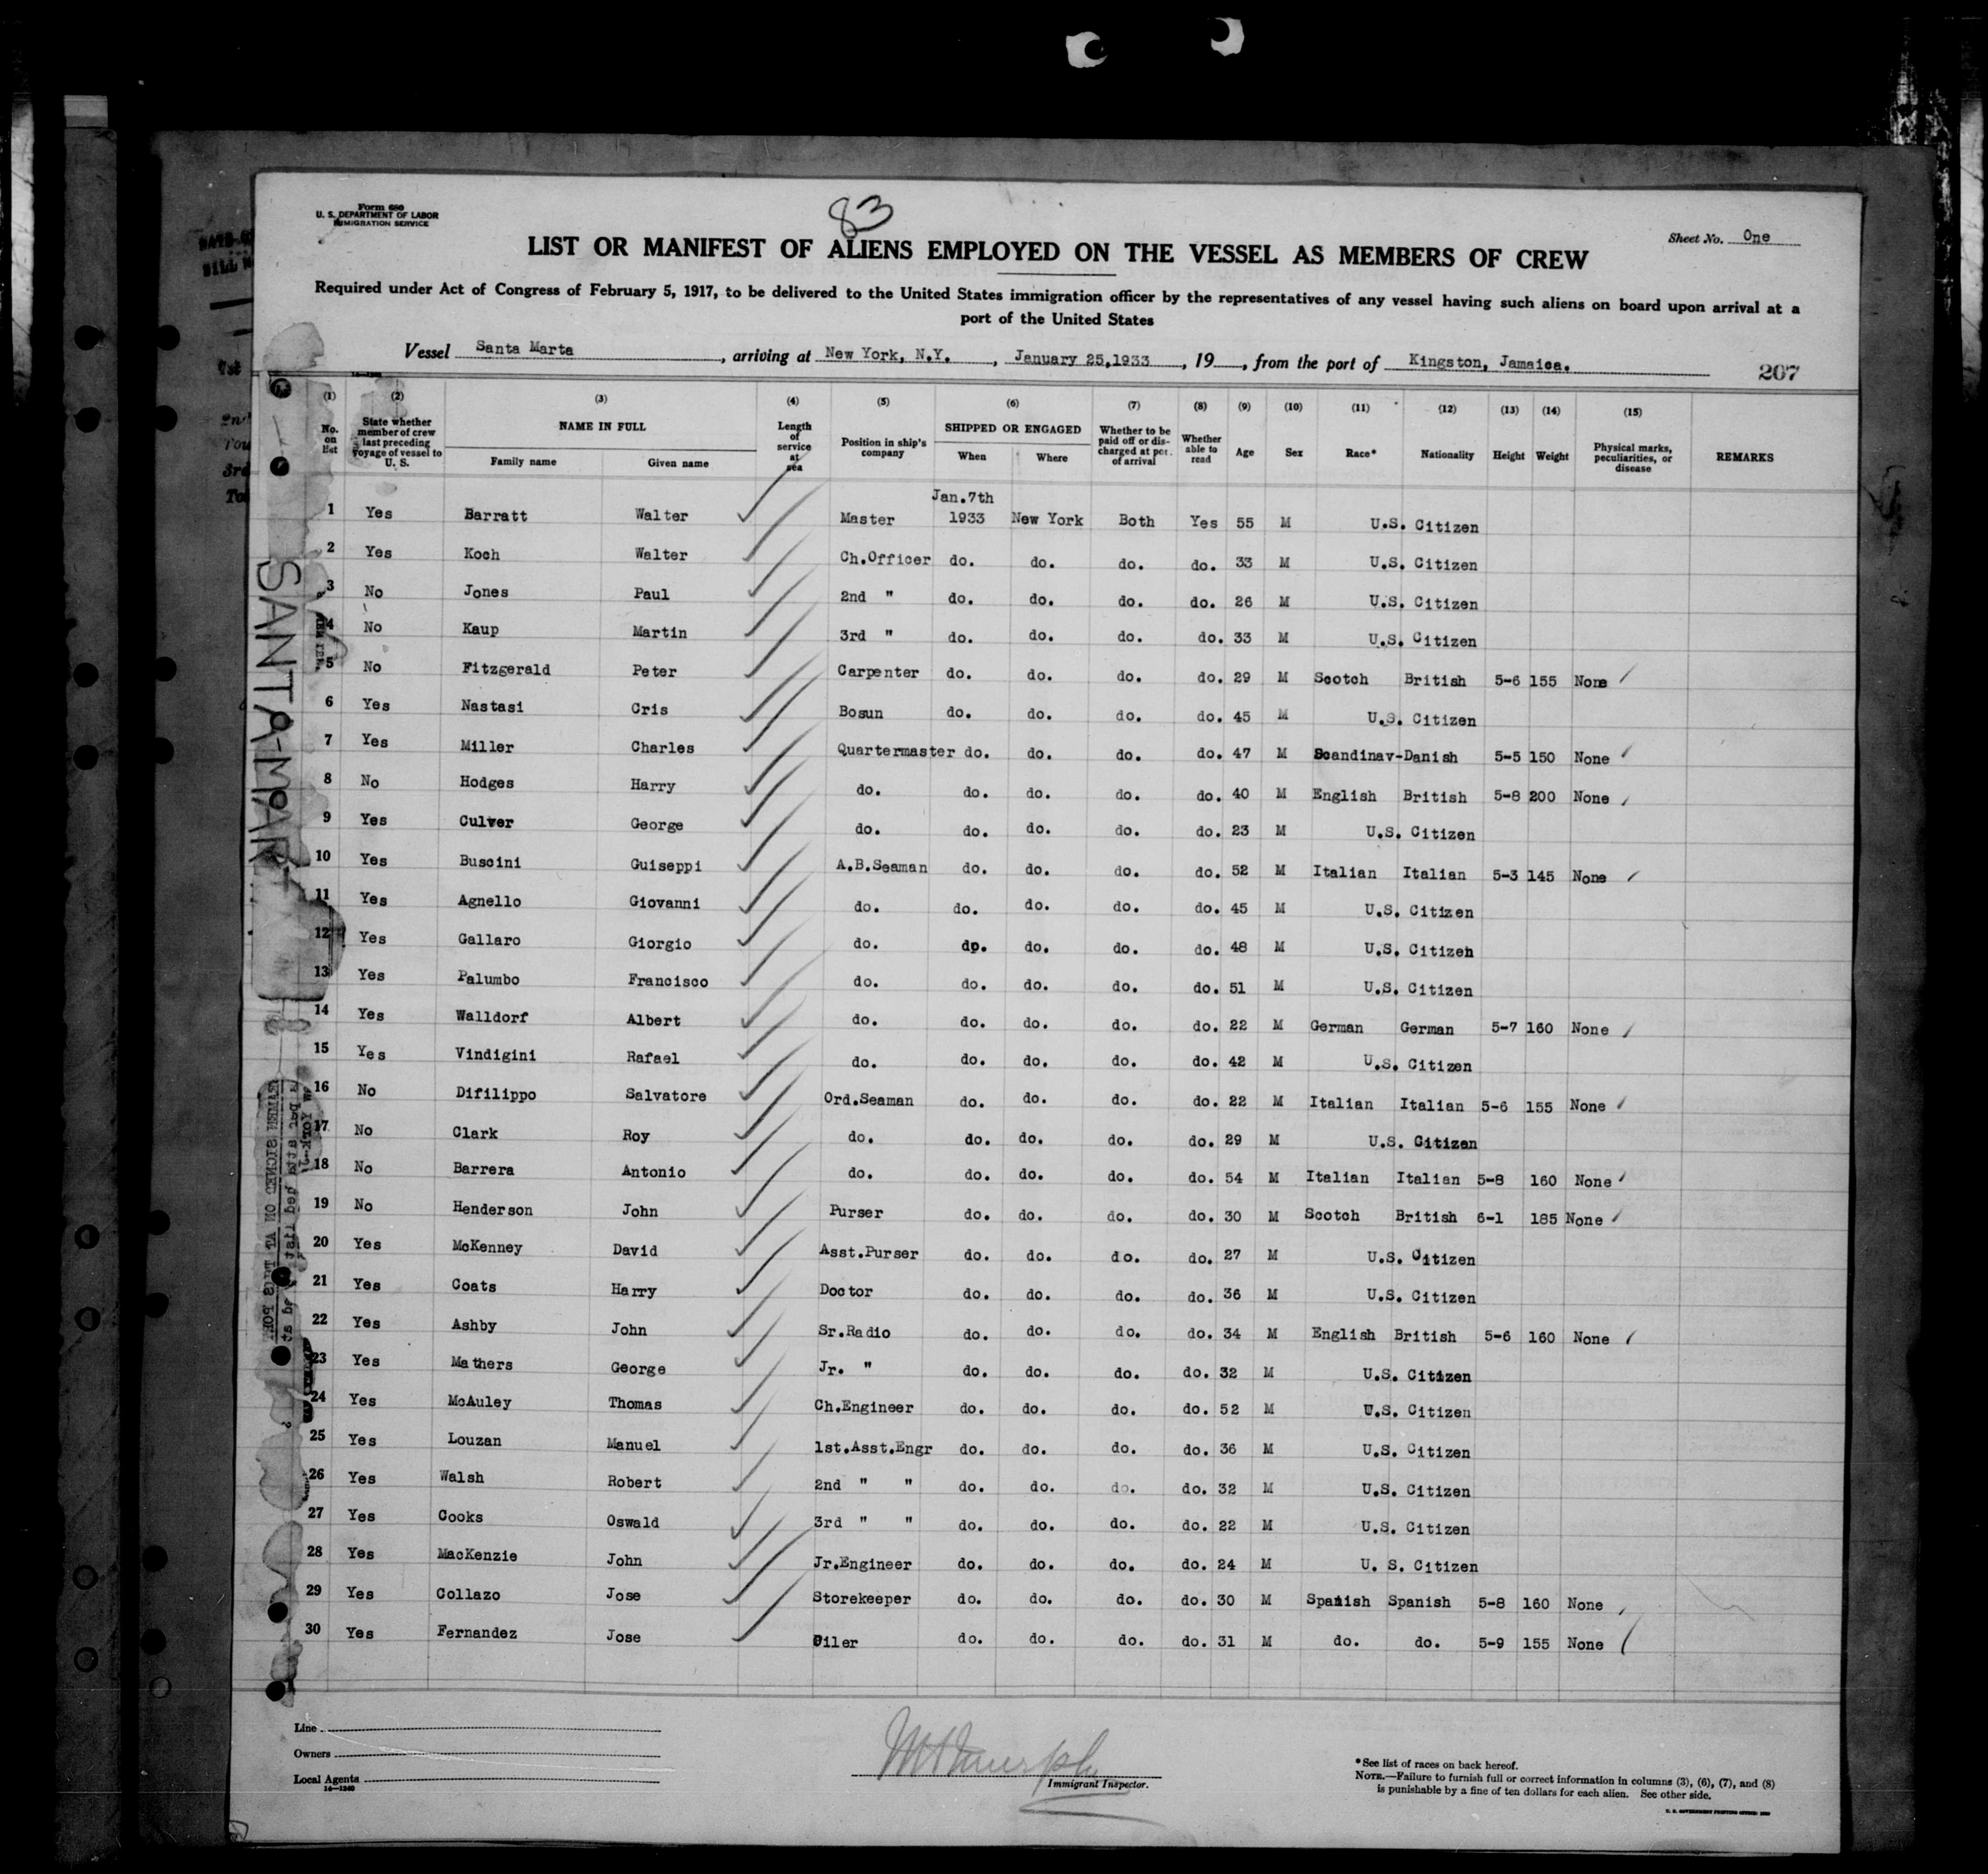 83
Form 680
U. S. DEPARTMENT OF LABOR
IMMIGRATION SERVICE
Sheet No. One
LIST OR MANIFEST OF ALIENS EMPLOYED ON THE VESSEL AS MEMBERS OF CREW
Required under Act of Congress of February 5, 1917, to be delivered to the United States immigration officer by the representatives of any vessel having such aliens on board upon arrival at a
port of the United States
Vessel Santa Marta, arriving at New York, N.Y., January 25,1933, 19, from the port of Kingston, Jamaica.
207
(1) (2) (3) (4) (5) (6) (7) (8) (9) (10) (11) (12) (13) (14) (15)
No. on list State whether member of crew last preceding voyage of vessel to U. S. NAME IN FULL Family name Given name Length of service at sea Position in ship's company SHIPPED OR ENGAGED When Where Whether to be paid off or discharged at port of arrival Whether able to read Age Sex Race* Nationality Height Weight Physical marks, peculiarities, or disease REMARKS
1 Yes Barratt Walter Master Jan.7th 1933 New York Both Yes 55 M U.S. Citizen
2 Yes Koch Walter Ch.Officer do. do. do. do. 33 M U.S. Citizen
3 No Jones Paul 2nd " do. do. do. do. 26 M U.S. Citizen
4 No Kaup Martin 3rd " do. do. do. do. 33 M U.S. Citizen
5 No Fitzgerald Peter Carpenter do. do. do. do. 29 M Scotch British 5-6 155 None
6 Yes Nastasi Cris Bosun do. do. do. do. 45 M U.S. Citizen
7 Yes Miller Charles Quartermaster do. do. do. do. 47 M Scandinav-Danish 5-5 150 None
8 No Hodges Harry do. do. do. do. do. 40 M English British 5-8 200 None
9 Yes Culver George do. do. do. do. do. 23 M U.S. Citizen
10 Yes Buscini Guiseppi A.B.Seaman do. do. do. do. 52 M Italian Italian 5-3 145 None
11 Yes Agnello Giovanni do. do. do. do. do. 45 M U.S. Citizen
12 Yes Gallaro Giorgio do. do. do. do. do. 48 M U.S. Citizen
13 Yes Palumbo Francisco do. do. do. do. do. 51 M U.S. Citizen
14 Yes Walldorf Albert do. do. do. do. do. 22 M German German 5-7 160 None
15 Yes Vindigini Rafael do. do. do. do. do. 42 M U.S. Citizen
16 No Difilippo Salvatore Ord.Seaman do. do. do. do. 22 M Italian Italian 5-6 155 None
17 No Clark Roy do. do. do. do. do. 29 M U.S. Citizen
18 No Barrera Antonio do. do. do. do. do. 54 M Italian Italian 5-8 160 None
19 No Henderson John Purser do. do. do. do. 30 M Scotch British 6-1 185 None
20 Yes McKenney David Asst.Purser do. do. do. do. 27 M U.S. Citizen
21 Yes Coats Harry Doctor do. do. do. do. 36 M U.S. Citizen
22 Yes Ashby John Sr.Radio do. do. do. do. 34 M English British 5-6 160 None
23 Yes Mathers George Jr. " do. do. do. do. 32 M U.S. Citizen
24 Yes McAuley Thomas Ch.Engineer do. do. do. do. 52 M U.S. Citizen
25 Yes Louzan Manuel 1st.Asst.Engr do. do. do. do. 36 M U.S. Citizen
26 Yes Walsh Robert 2nd " " do. do. do. do. 32 M U.S. Citizen
27 Yes Cooks Oswald 3rd " " do. do. do. do. 22 M U.S. Citizen
28 Yes MacKenzie John Jr.Engineer do. do. do. do. 24 M U. S. Citizen
29 Yes Collazo Jose Storekeeper do. do. do. do. 30 M Spanish Spanish 5-8 160 None
30 Yes Fernandez Jose Oiler do. do. do. do. 31 M do. do. 5-9 155 None
SANTA-MAR
Line
Owners
Local Agents
14—1240
Immigrant Inspector.
*See list of races on back hereof.
NOTE.—Failure to furnish full or correct information in columns (3), (6), (7), and (8)
is punishable by a fine of ten dollars for each alien. See other side.